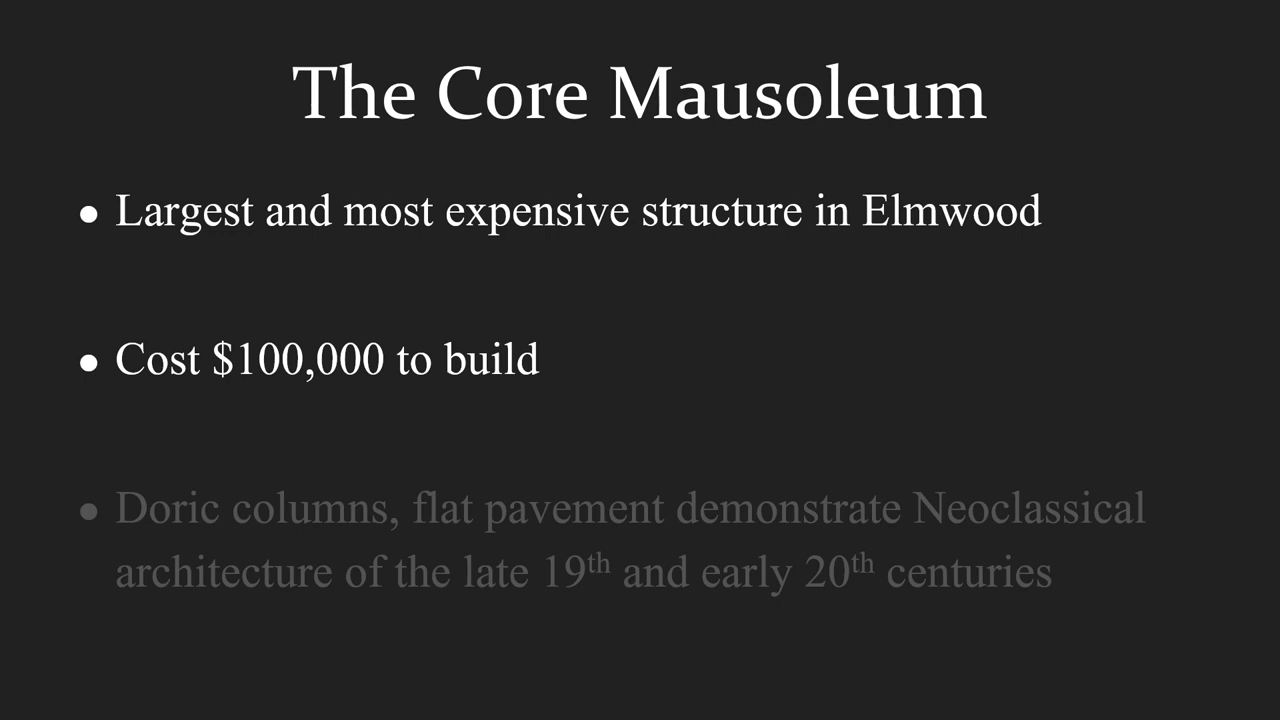 The Core Mausoleum
● Largest and most expensive structure in Elmwood
● Cost $100,000 to build
● Doric columns, flat pavement demonstrate Neoclassical
architecture of the late 19th and early 20th centuries